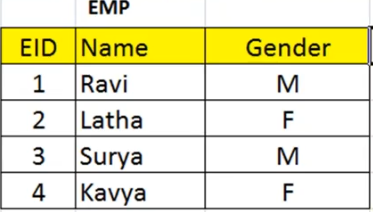 EMP
EID Name Gender
1 Ravi M
2 Latha F
3 Surya M
4 Kavya F